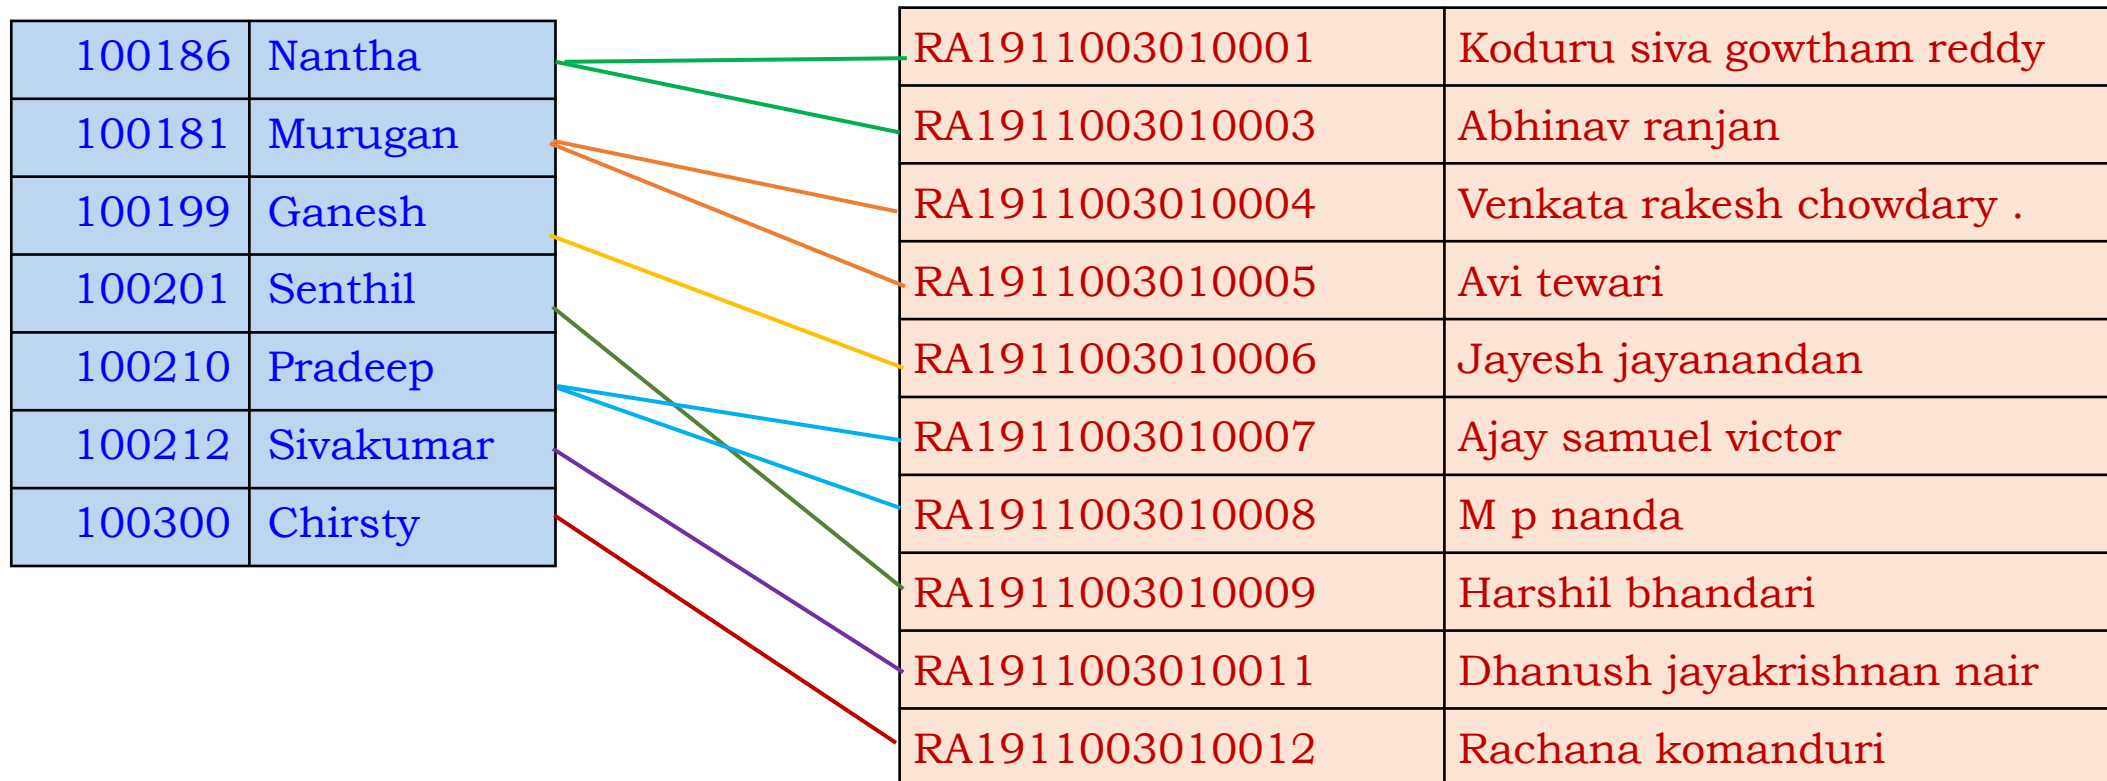 100186 Nantha
100181 Murugan
100199 Ganesh
100201 Senthil
100210 Pradeep
100212 Sivakumar
100300 Chirsty
RA1911003010001 Koduru siva gowtham reddy
RA1911003010003 Abhinav ranjan
RA1911003010004 Venkata rakesh chowdary .
RA1911003010005 Avi tewari
RA1911003010006 Jayesh jayanandan
RA1911003010007 Ajay samuel victor
RA1911003010008 M p nanda
RA1911003010009 Harshil bhandari
RA1911003010011 Dhanush jayakrishnan nair
RA1911003010012 Rachana komanduri